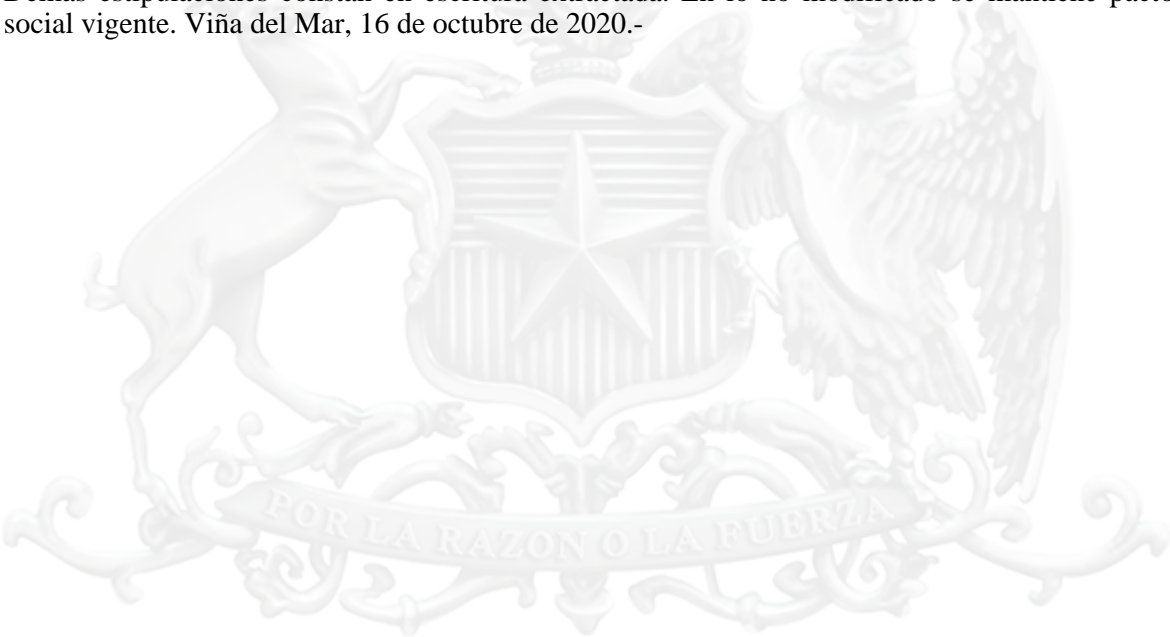 Demás estipulaciones constan en escritura extractada. En lo no modificado se mantiene pacto
social vigente. Viña del Mar, 16 de octubre de 2020.-
POR LA RAZON O LA FUERZA